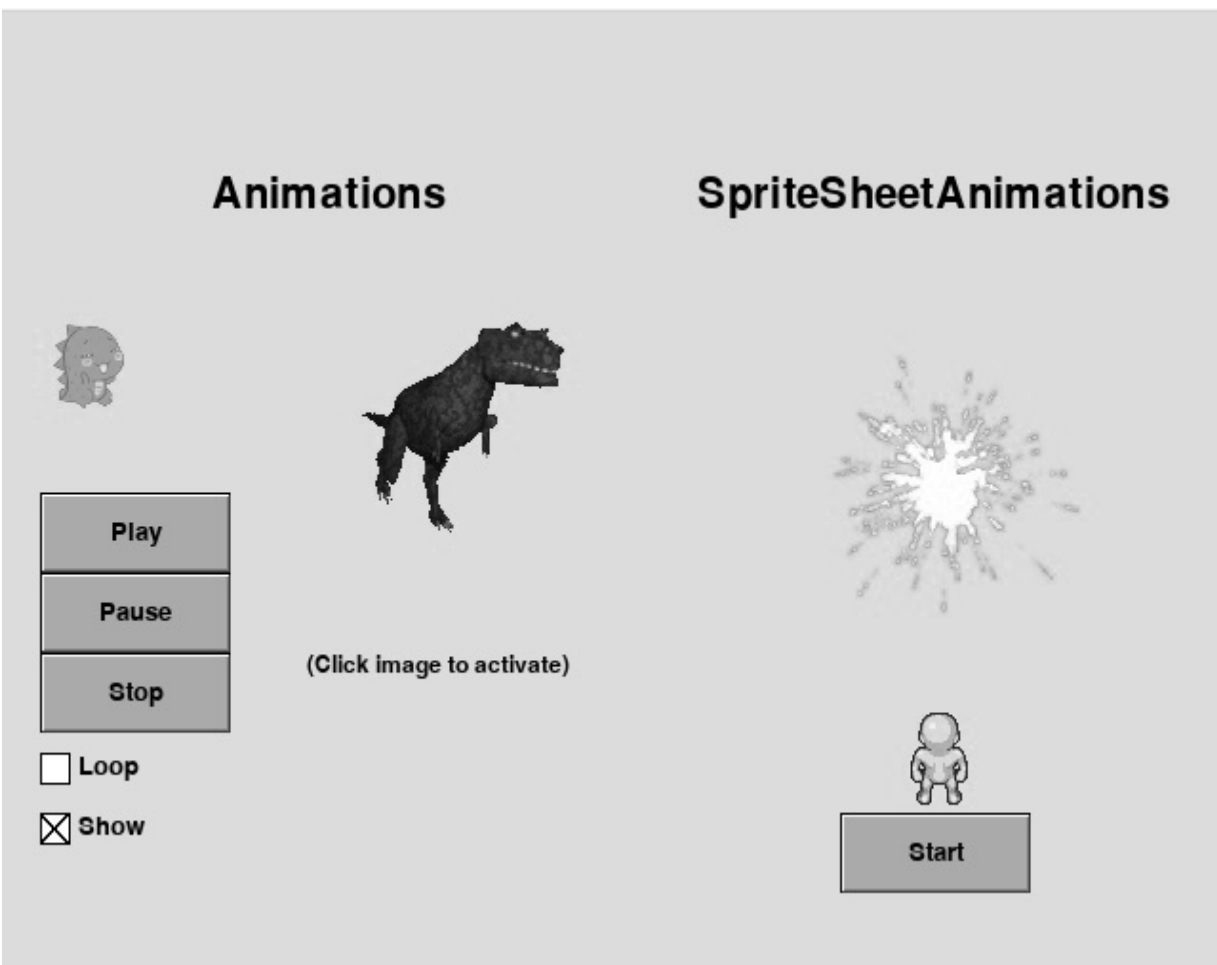 Animations
SpriteSheetAnimations
Play
Pause
Stop
(Click image to activate)
Loop
Show
Start